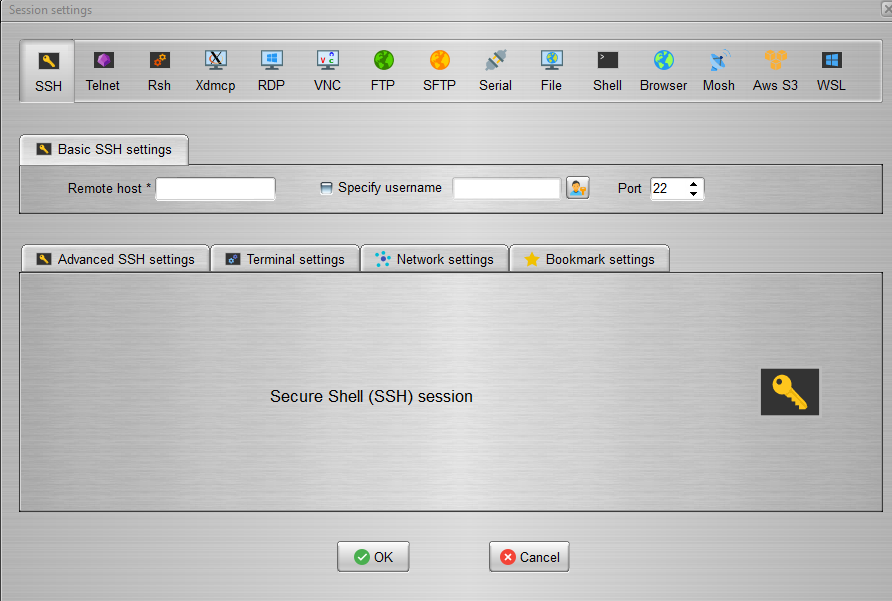 Session settings
SSH Telnet Rsh Xdmcp RDP VNC FTP SFTP Serial File Shell Browser Mosh Aws S3 WSL
Basic SSH settings
Remote host * Specify username Port 22
Advanced SSH settings Terminal settings Network settings Bookmark settings
Secure Shell (SSH) session
OK Cancel